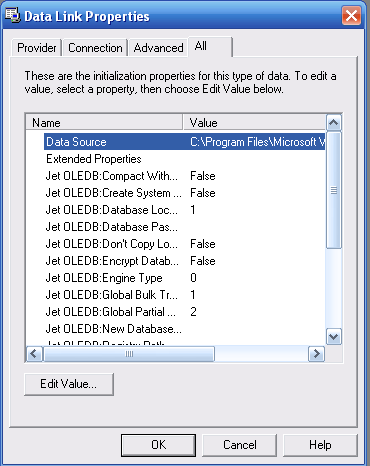 Data Link Properties
Provider Connection Advanced All
These are the initialization properties for this type of data. To edit a
value, select a property, then choose Edit Value below.
Name Value
Data Source C:\Program Files\Microsoft V
Extended Properties
Jet OLEDB:Compact With... False
Jet OLEDB:Create System ... False
Jet OLEDB:Database Loc... 1
Jet OLEDB:Database Pas...
Jet OLEDB:Don't Copy Lo... False
Jet OLEDB:Encrypt Datab... False
Jet OLEDB:Engine Type 0
Jet OLEDB:Global Bulk Tr... 1
Jet OLEDB:Global Partial ... 2
Jet OLEDB:New Database...
Jet OLEDB:Registry Path
Edit Value...
OK Cancel Help